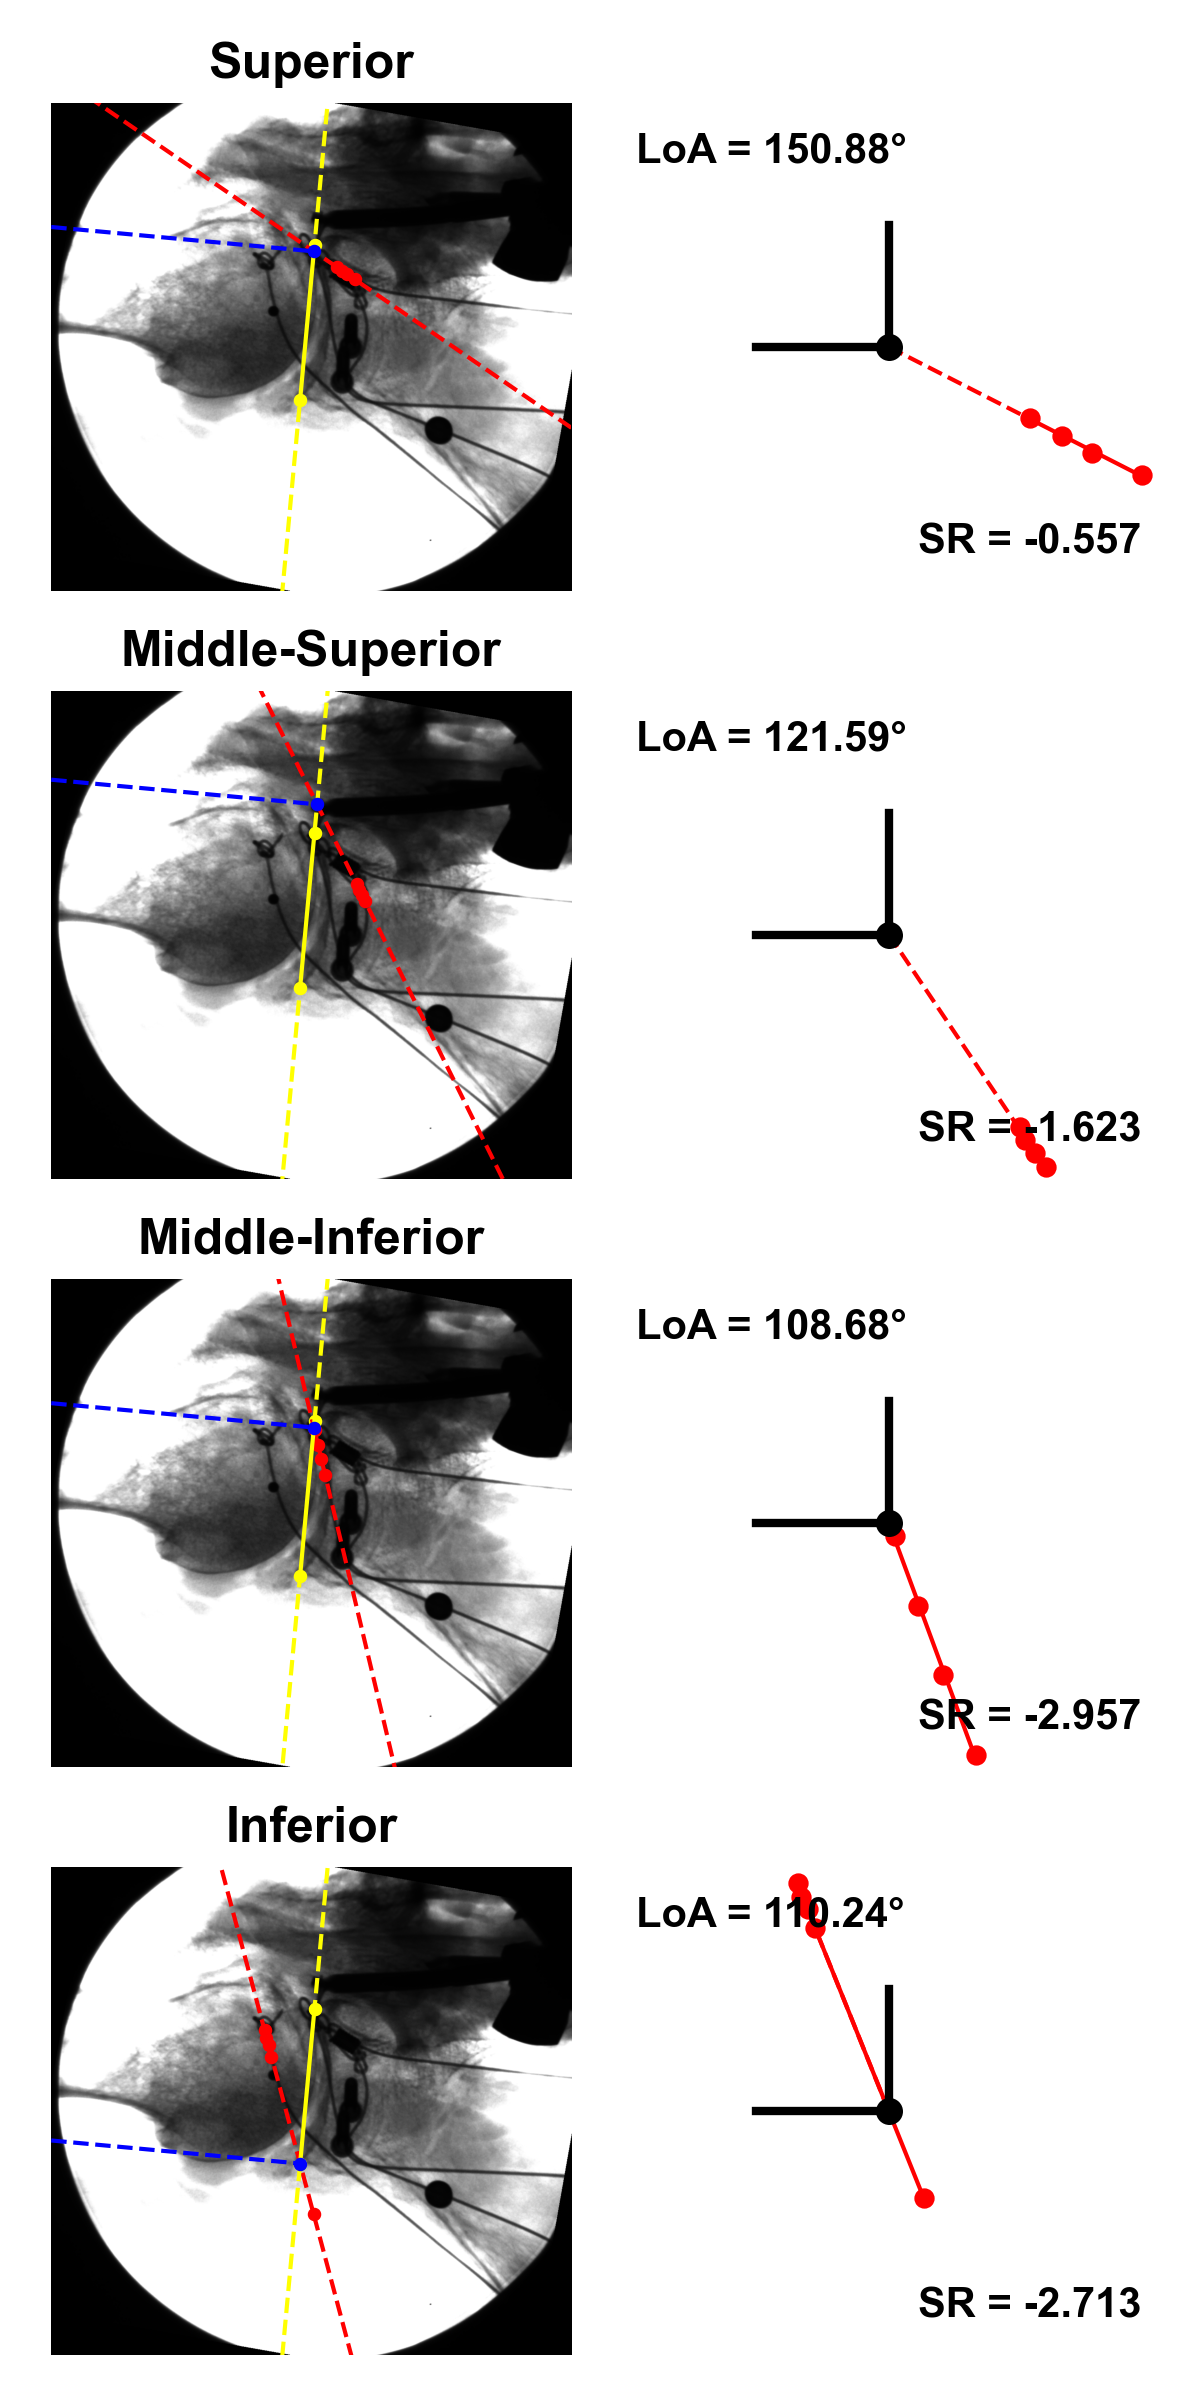 Superior
LoA = 150.88°
SR = -0.557
Middle-Superior
LoA = 121.59°
SR = -1.623
Middle-Inferior
LoA = 108.68°
SR = -2.957
Inferior
LoA = 110.24°
SR = -2.713